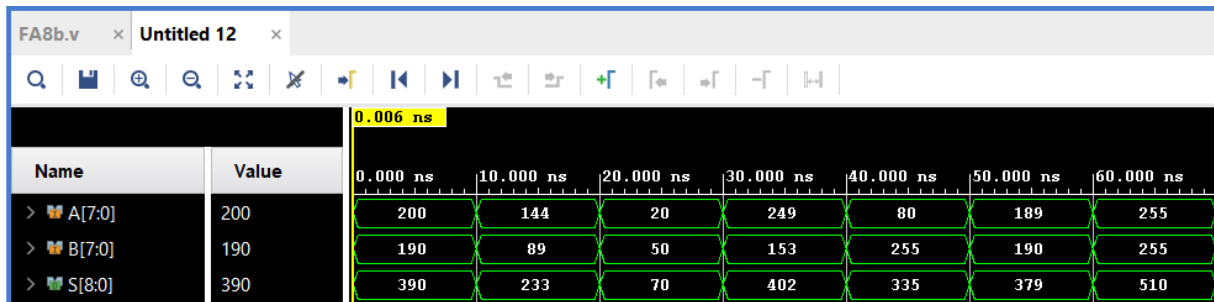 FA8b.v × Untitled 12 ×
0.006 ns
Name Value 0.000 ns 10.000 ns 20.000 ns 30.000 ns 40.000 ns 50.000 ns 60.000 ns
> A[7:0] 200 200 144 20 249 80 189 255
> B[7:0] 190 190 89 50 153 255 190 255
> S[8:0] 390 390 233 70 402 335 379 510